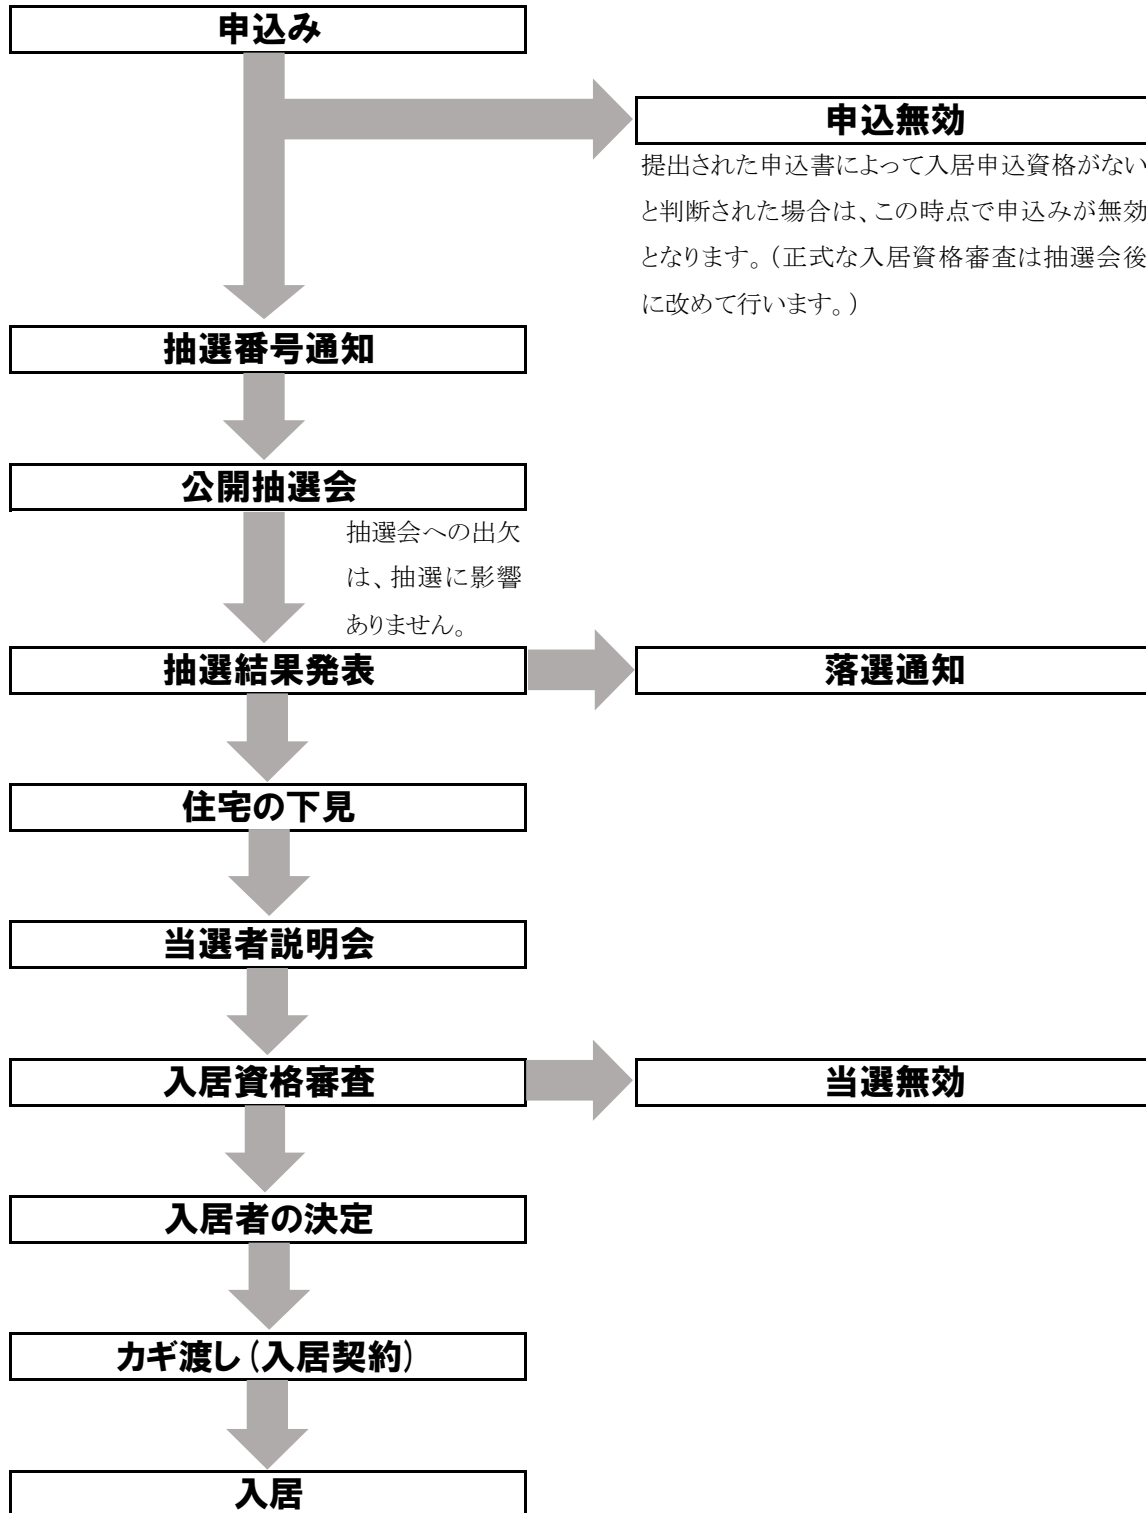 申込み
申込無効
提出された申込書によって入居申込資格がない
と判断された場合は、この時点で申込みが無効
となります。（正式な入居資格審査は抽選会後
に改めて行います。）
抽選番号通知
公開抽選会
抽選会への出欠
は、抽選に影響
ありません。
抽選結果発表
落選通知
住宅の下見
当選者説明会
入居資格審査
当選無効
入居者の決定
カギ渡し（入居契約）
入居